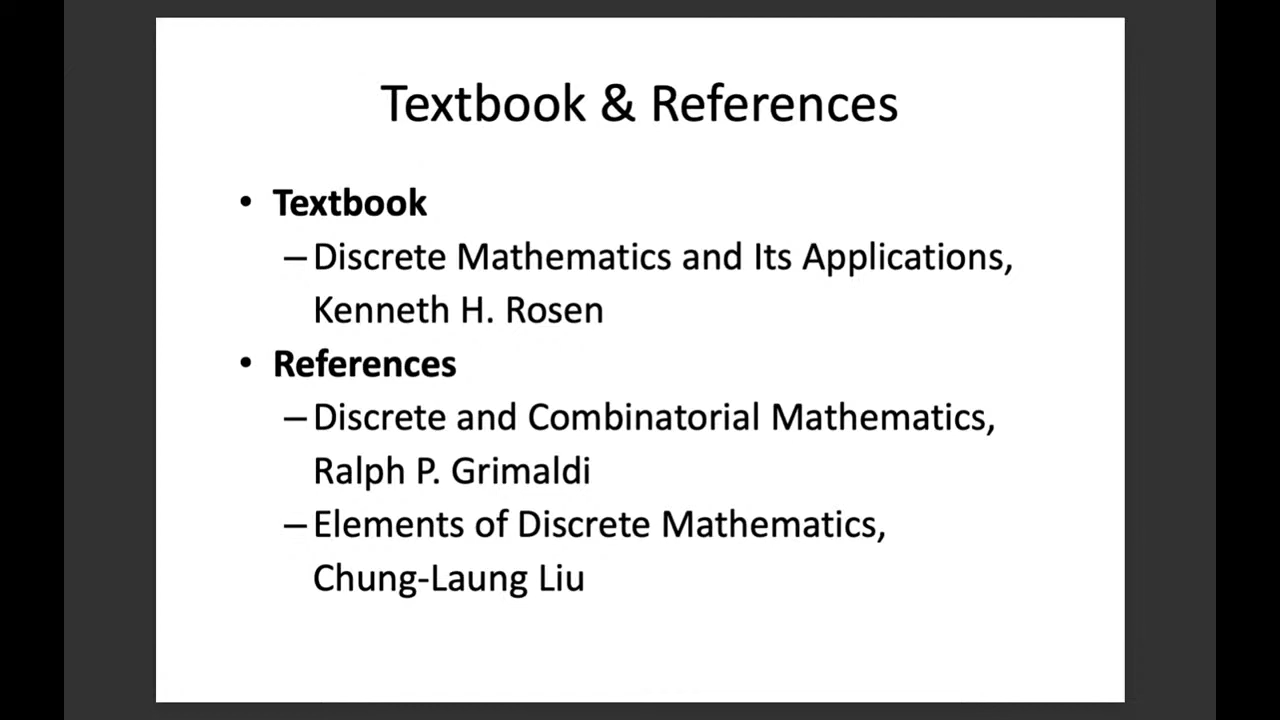 Textbook & References
• Textbook
– Discrete Mathematics and Its Applications,
Kenneth H. Rosen
• References
– Discrete and Combinatorial Mathematics,
Ralph P. Grimaldi
– Elements of Discrete Mathematics,
Chung-Laung Liu